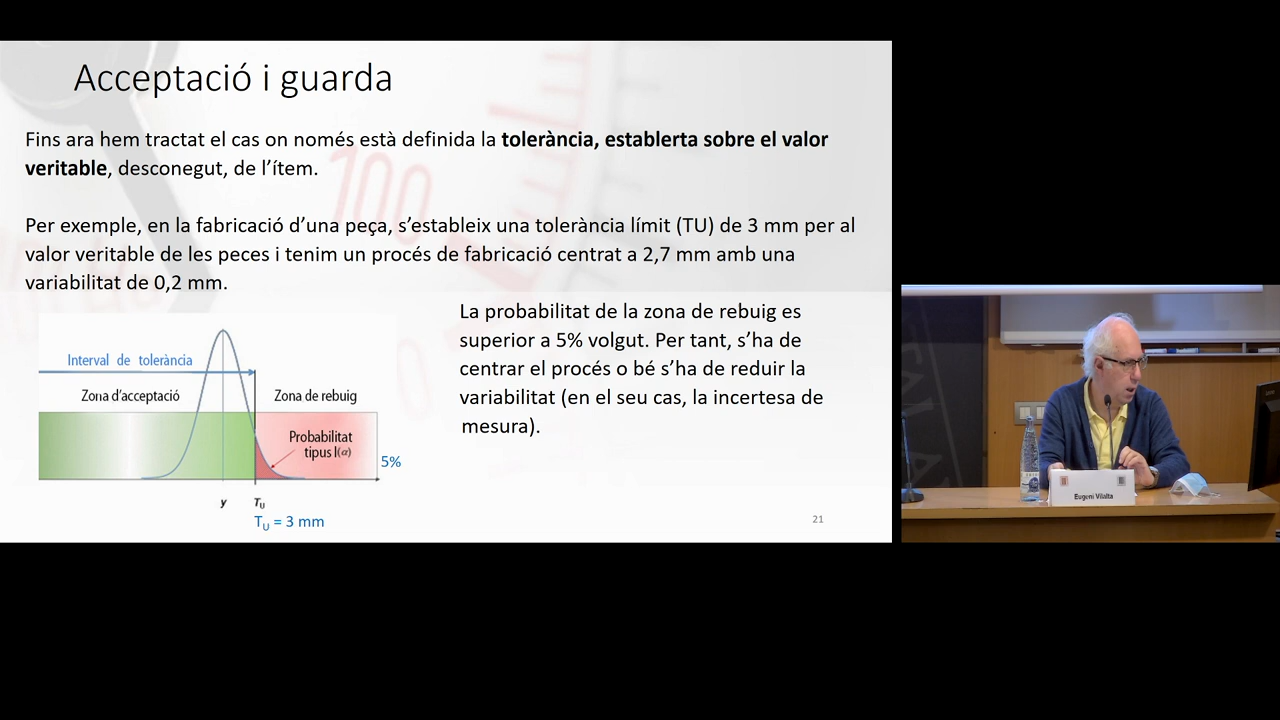 Acceptació i guarda
Fins ara hem tractat el cas on només està definida la tolerància, establerta sobre el valor
veritable, desconegut, de l’ítem.
Per exemple, en la fabricació d’una peça, s’estableix una tolerància límit (TU) de 3 mm per al
valor veritable de les peces i tenim un procés de fabricació centrat a 2,7 mm amb una
variabilitat de 0,2 mm.
La probabilitat de la zona de rebuig es
superior a 5% volgut. Per tant, s’ha de
centrar el procés o bé s’ha de reduir la
variabilitat (en el seu cas, la incertesa de
mesura).
Interval de tolerància
Zona d’acceptació
Zona de rebuig
Probabilitat
tipus I(α)
5%
y
TU
TU = 3 mm
21
100
Eugeni Vilalta